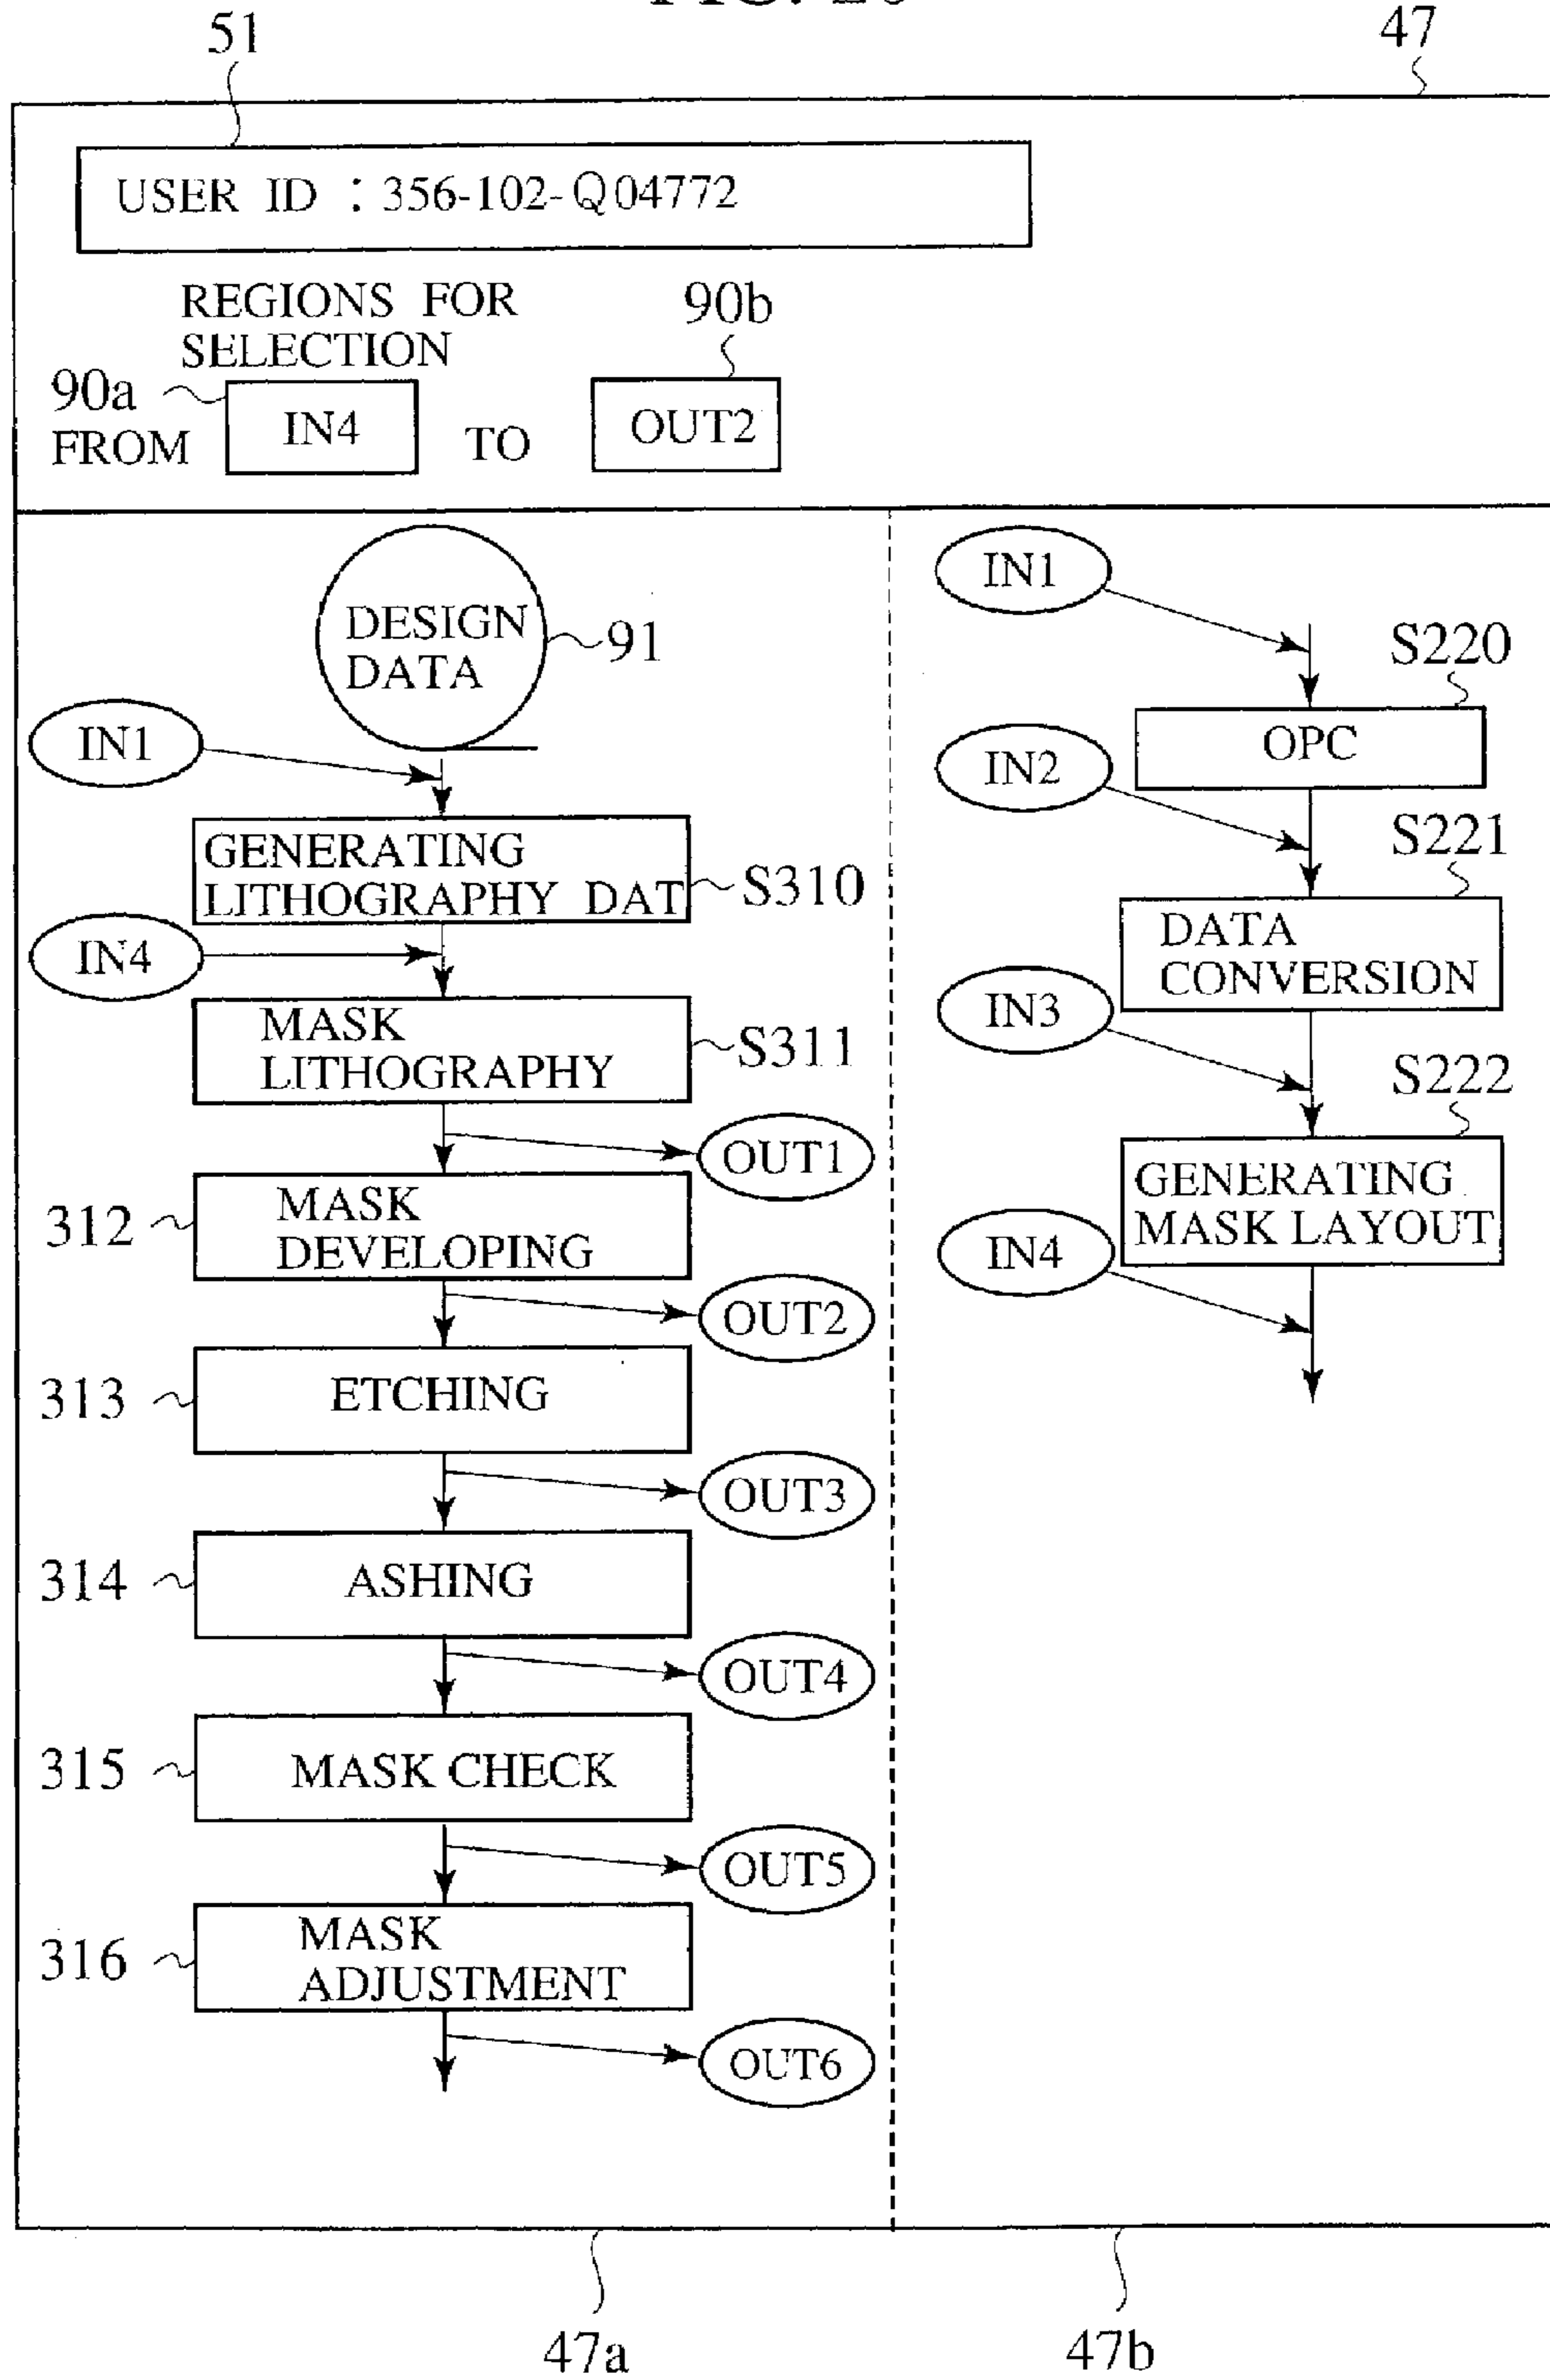 51
47
USER ID : 356-102-Q04772
REGIONS FOR
SELECTION
90b
90a
FROM
IN4
TO
OUT2
DESIGN
DATA
91
IN1
GENERATING
LITHOGRAPHY DAT
S310
IN4
MASK
LITHOGRAPHY
S311
OUT1
312
MASK
DEVELOPING
OUT2
313
ETCHING
OUT3
314
ASHING
OUT4
315
MASK CHECK
OUT5
316
MASK
ADJUSTMENT
OUT6
IN1
S220
OPC
IN2
S221
DATA
CONVERSION
IN3
S222
GENERATING
MASK LAYOUT
IN4
47a
47b